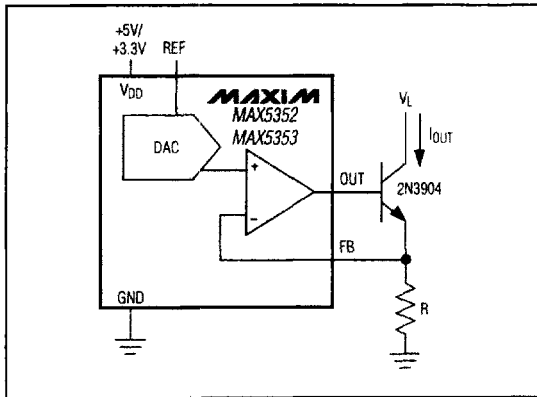 +5V/
+3.3V REF
VDD
MAXIM
MAX5352
MAX5353
DAC
VL
IOUT
+
OUT
2N3904
−
FB
GND
R